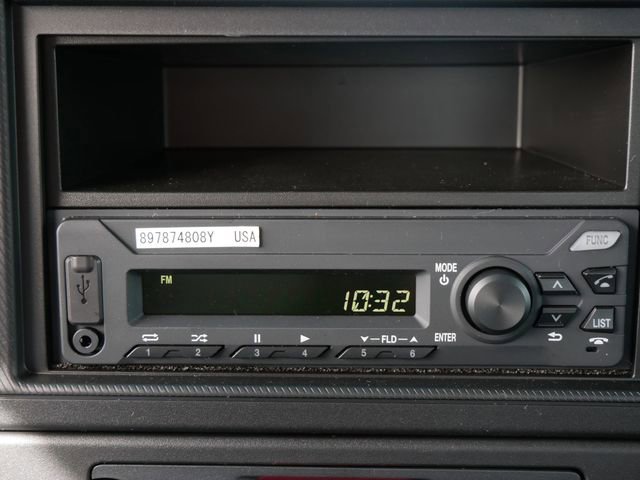 897874808Y USA
FUNC
FM
10:32
MODE
LIST
ENTER
FLD
1 2 3 4 5 6